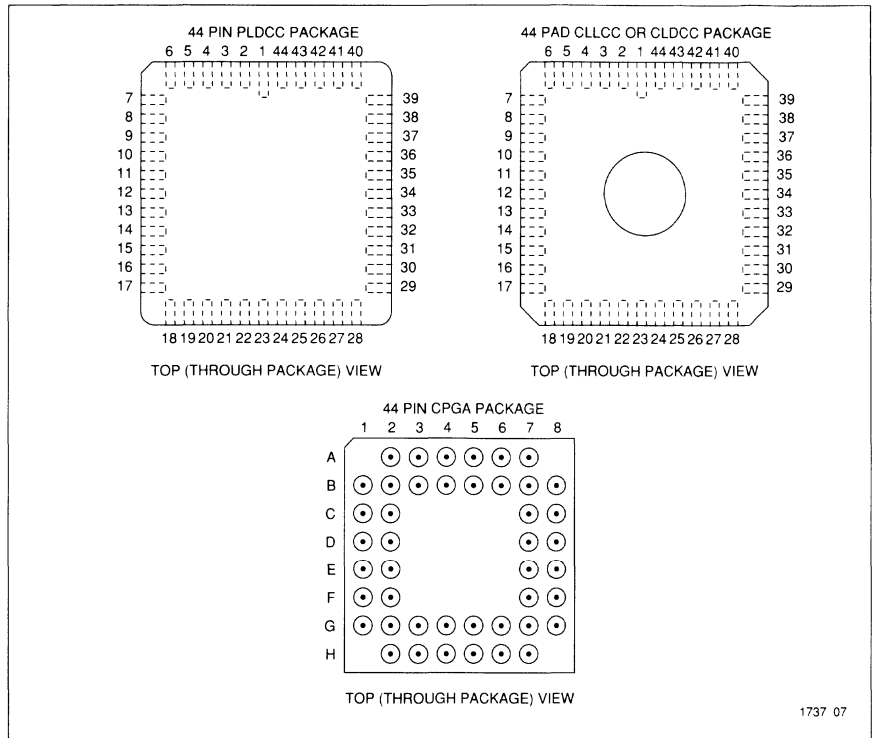 44 PIN PLDCC PACKAGE
6 5 4 3 2 1 44 43 42 41 40
7 39
8 38
9 37
10 36
11 35
12 34
13 33
14 32
15 31
16 30
17 29
18 19 20 21 22 23 24 25 26 27 28
TOP (THROUGH PACKAGE) VIEW
44 PAD CLLCC OR CLDCC PACKAGE
6 5 4 3 2 1 44 43 42 41 40
7 39
8 38
9 37
10 36
11 35
12 34
13 33
14 32
15 31
16 30
17 29
18 19 20 21 22 23 24 25 26 27 28
TOP (THROUGH PACKAGE) VIEW
44 PIN CPGA PACKAGE
1 2 3 4 5 6 7 8
A
B
C
D
E
F
G
H
TOP (THROUGH PACKAGE) VIEW
1737 07